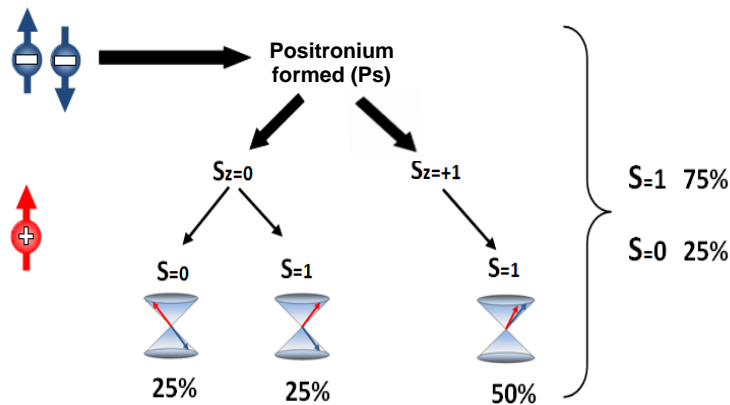 Positronium
formed (Ps)
Sz=0
Sz=+1
S=1 75%
S=0 25%
S=0
S=1
S=1
25%
25%
50%